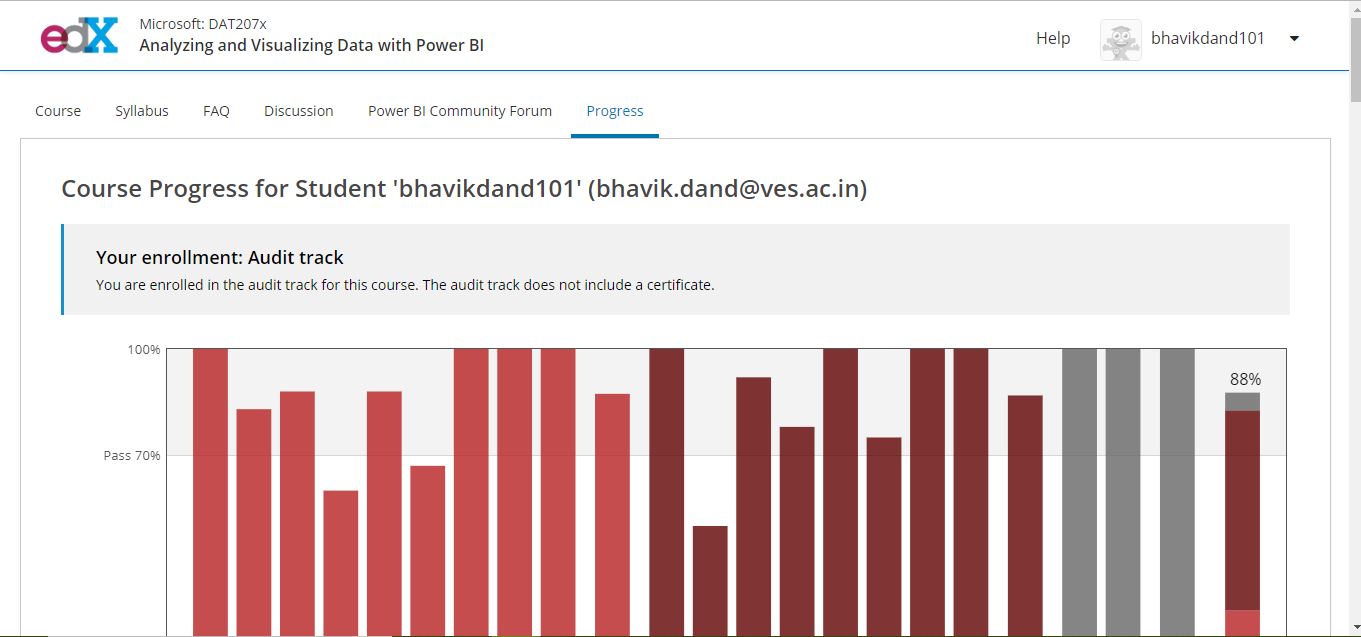 edX
Microsoft: DAT207x
Analyzing and Visualizing Data with Power BI
Help
bhavikdand101
Course
Syllabus
FAQ
Discussion
Power BI Community Forum
Progress
Course Progress for Student 'bhavikdand101' (bhavik.dand@ves.ac.in)
Your enrollment: Audit track
You are enrolled in the audit track for this course. The audit track does not include a certificate.
100%
88%
Pass 70%